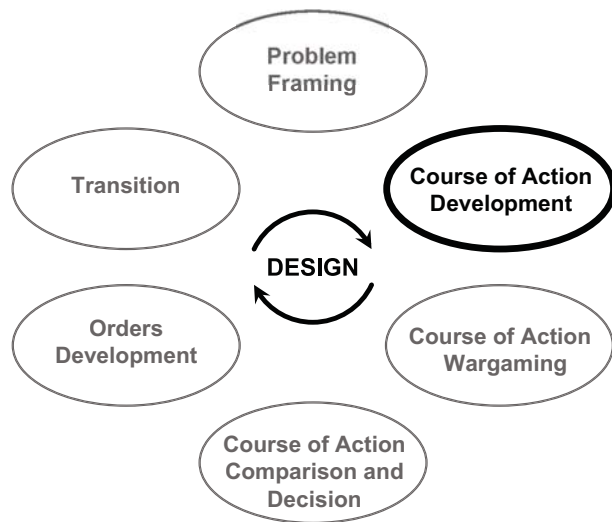 Problem
Framing
Course of Action
Development
Transition
DESIGN
Orders
Development
Course of Action
Wargaming
Course of Action
Comparison and
Decision